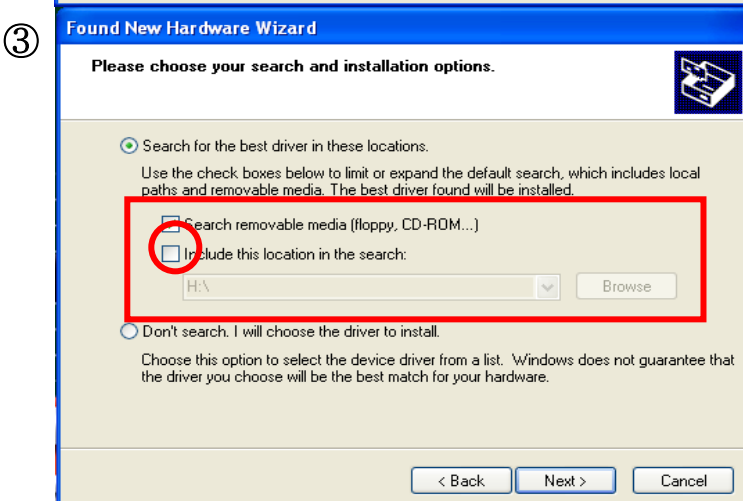 ③
Found New Hardware Wizard
Please choose your search and installation options.
Search for the best driver in these locations.
Use the check boxes below to limit or expand the default search, which includes local
paths and removable media. The best driver found will be installed.
Search removable media (floppy, CD-ROM...)
Include this location in the search:
H:\
Browse
Don't search. I will choose the driver to install.
Choose this option to select the device driver from a list. Windows does not guarantee that
the driver you choose will be the best match for your hardware.
< Back
Next >
Cancel